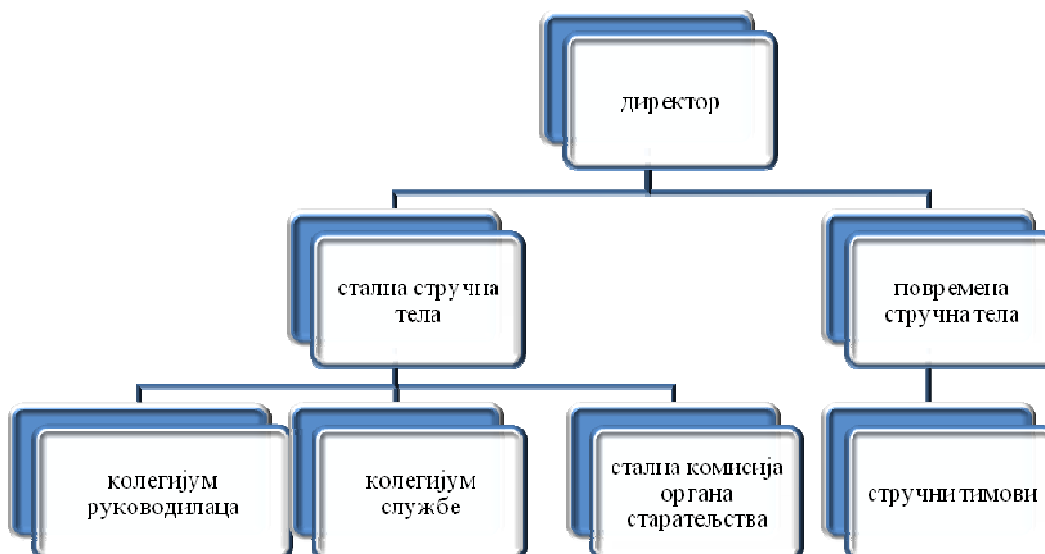 директор
стална стручна
тела
повремена
стручна тела
колегијум
руководилаца
колегијум
службе
стална комисија
органа
старатељства
стручни тимови